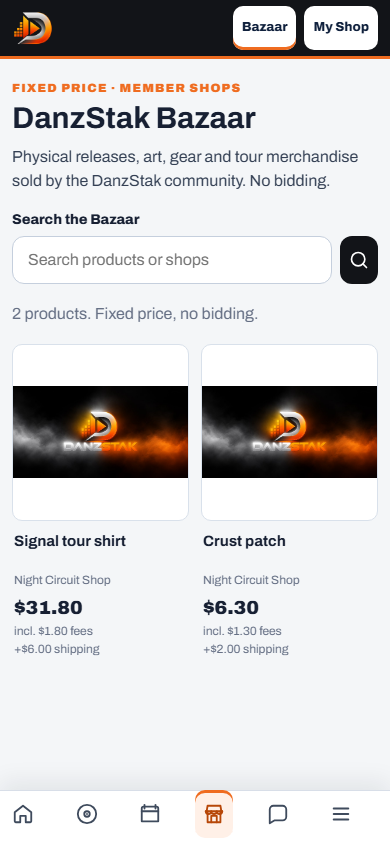 Bazaar
My Shop
FIXED PRICE · MEMBER SHOPS
DanzStak Bazaar
Physical releases, art, gear and tour merchandise
sold by the DanzStak community. No bidding.
Search the Bazaar
Search products or shops
2 products. Fixed price, no bidding.
DANZSTAK
DANZSTAK
Signal tour shirt
Crust patch
Night Circuit Shop
Night Circuit Shop
$31.80
$6.30
incl. $1.80 fees
incl. $1.30 fees
+$6.00 shipping
+$2.00 shipping